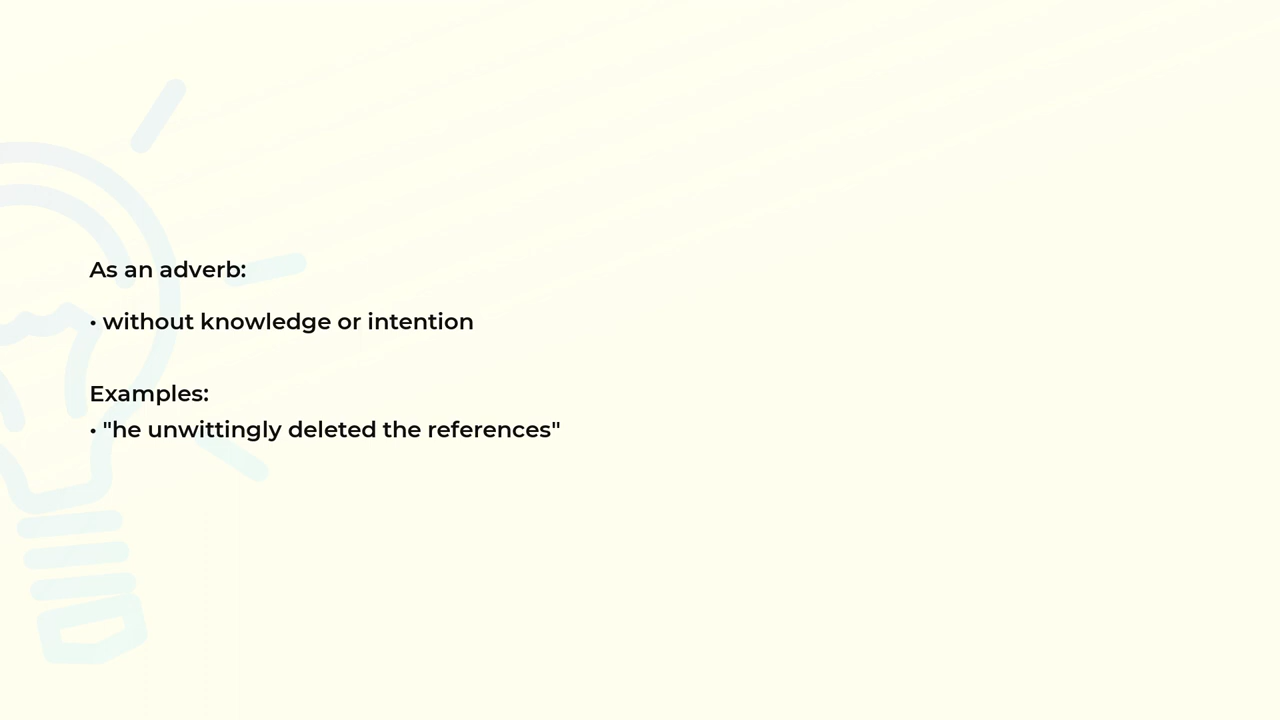 As an adverb:
• without knowledge or intention
Examples:
• "he unwittingly deleted the references"